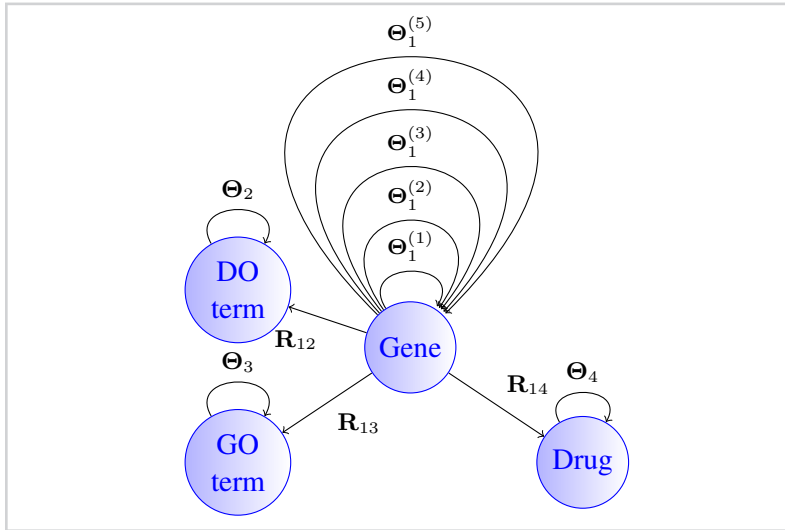 Θ₁⁽⁵⁾
Θ₁⁽⁴⁾
Θ₁⁽³⁾
Θ₁⁽²⁾
Θ₁⁽¹⁾
Θ₂
DO
term
R₁₂
Gene
Θ₃
R₁₃
GO
term
R₁₄
Θ₄
Drug